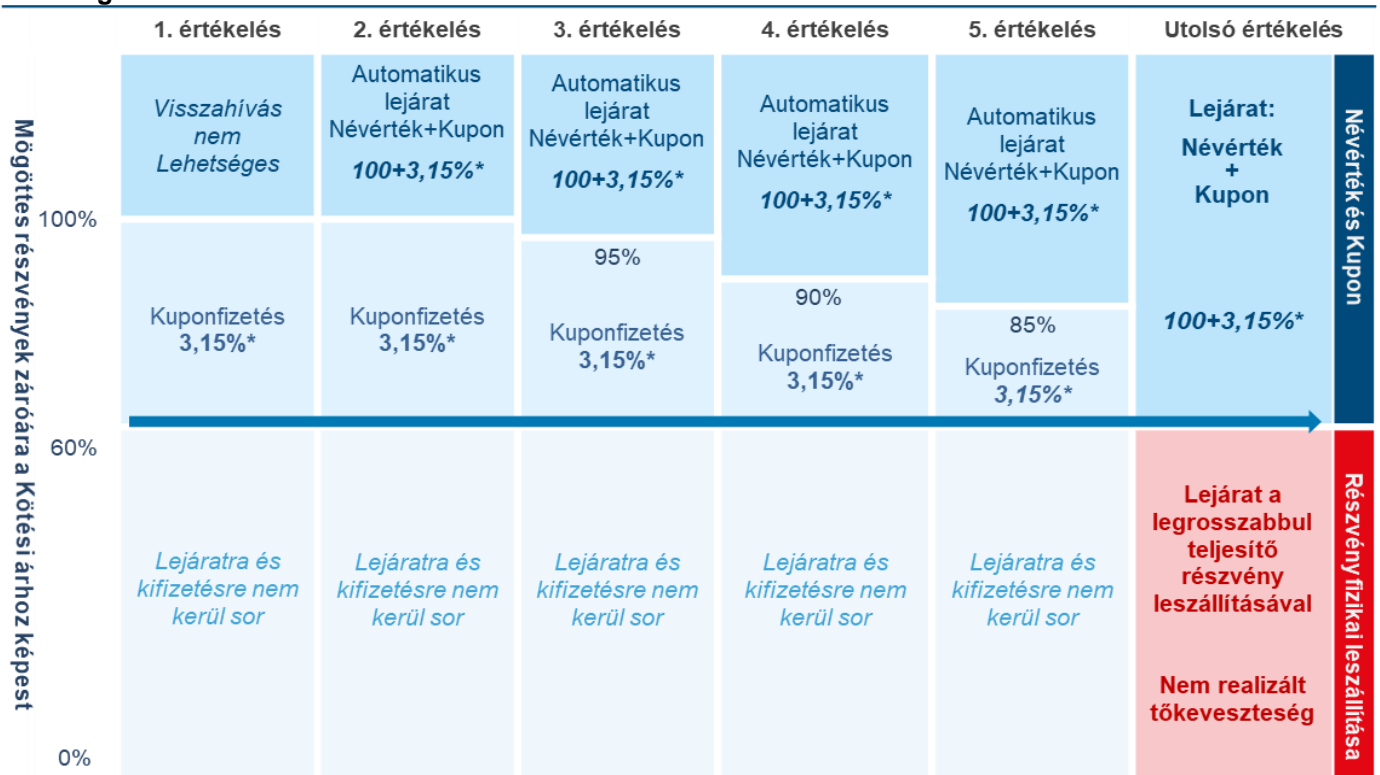 1. értékelés
2. értékelés
3. értékelés
4. értékelés
5. értékelés
Utolsó értékelés
Mögöttes részvények záróára a Kötési árhoz képest
100%
60%
0%
Visszahívás
nem
Lehetséges
Automatikus
lejárat
Névérték+Kupon
100+3,15%*
Automatikus
lejárat
Névérték+Kupon
100+3,15%*
Automatikus
lejárat
Névérték+Kupon
100+3,15%*
Automatikus
lejárat
Névérték+Kupon
100+3,15%*
Lejárat:
Névérték
+
Kupon
100+3,15%*
Névérték és Kupon
Kuponfizetés
3,15%*
Kuponfizetés
3,15%*
95%
Kuponfizetés
3,15%*
90%
Kuponfizetés
3,15%*
85%
Kuponfizetés
3,15%*
Lejáratra és
kifizetésre nem
kerül sor
Lejáratra és
kifizetésre nem
kerül sor
Lejáratra és
kifizetésre nem
kerül sor
Lejáratra és
kifizetésre nem
kerül sor
Lejáratra és
kifizetésre nem
kerül sor
Lejárat a
legrosszabbul
teljesítő
részvény
leszállításával
Nem realizált
tőkeveszteség
Részvény fizikai leszállítása